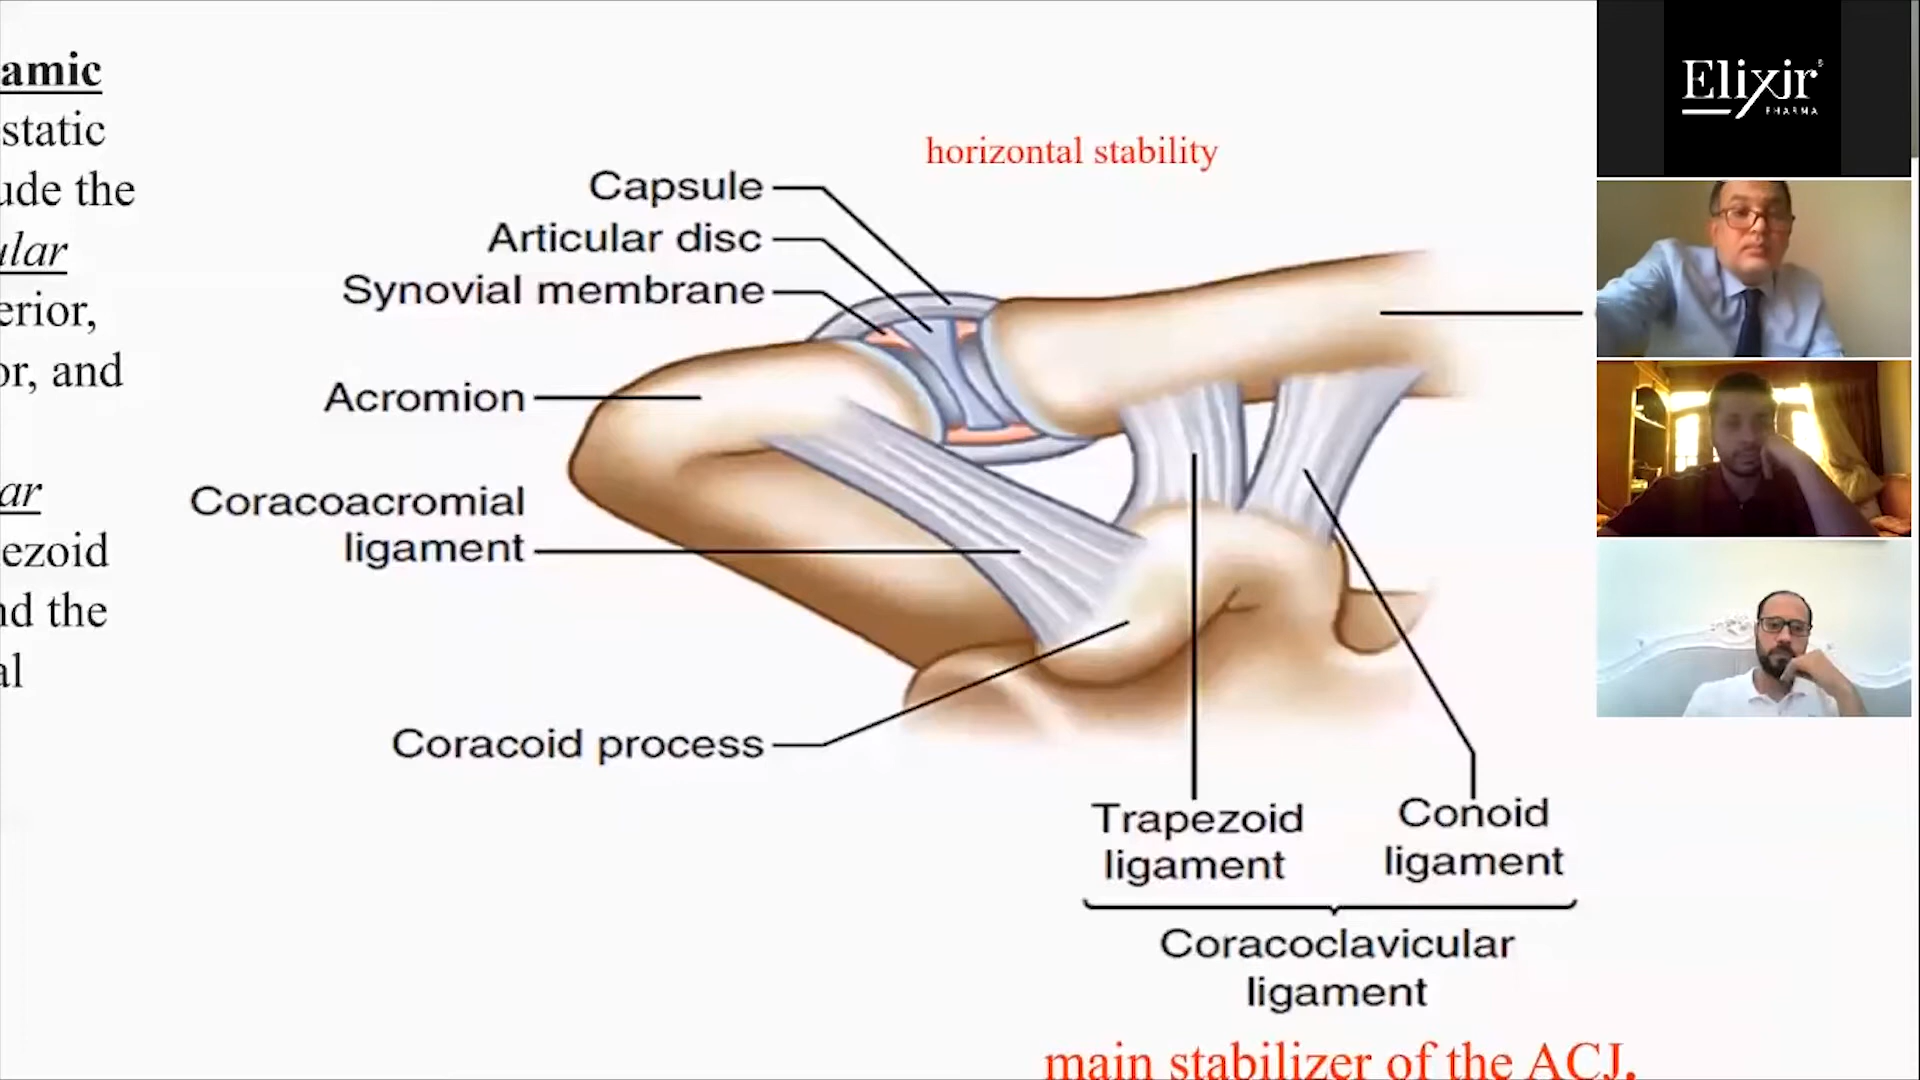 amic
static
ude the
ular
erior,
or, and
ar
ezoid
nd the
al
horizontal stability
Capsule
Articular disc
Synovial membrane
Acromion
Coracoacromial
ligament
Coracoid process
Trapezoid
ligament
Conoid
ligament
Coracoclavicular
ligament
main stabilizer of the ACJ.
Elixir
PHARMA